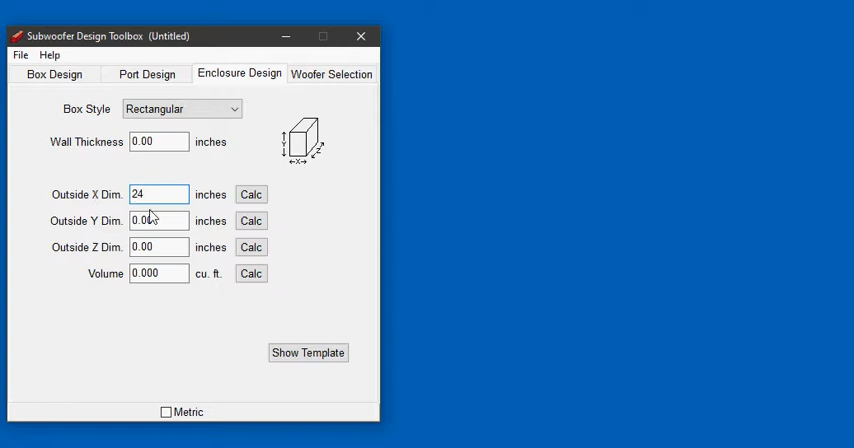 Subwoofer Design Toolbox (Untitled)
File Help
Box Design Port Design Enclosure Design Woofer Selection
Box Style Rectangular
Wall Thickness 0.00 inches
Y
Z
X
Outside X Dim. 24 inches Calc
Outside Y Dim. 0.00 inches Calc
Outside Z Dim. 0.00 inches Calc
Volume 0.000 cu. ft. Calc
Show Template
Metric